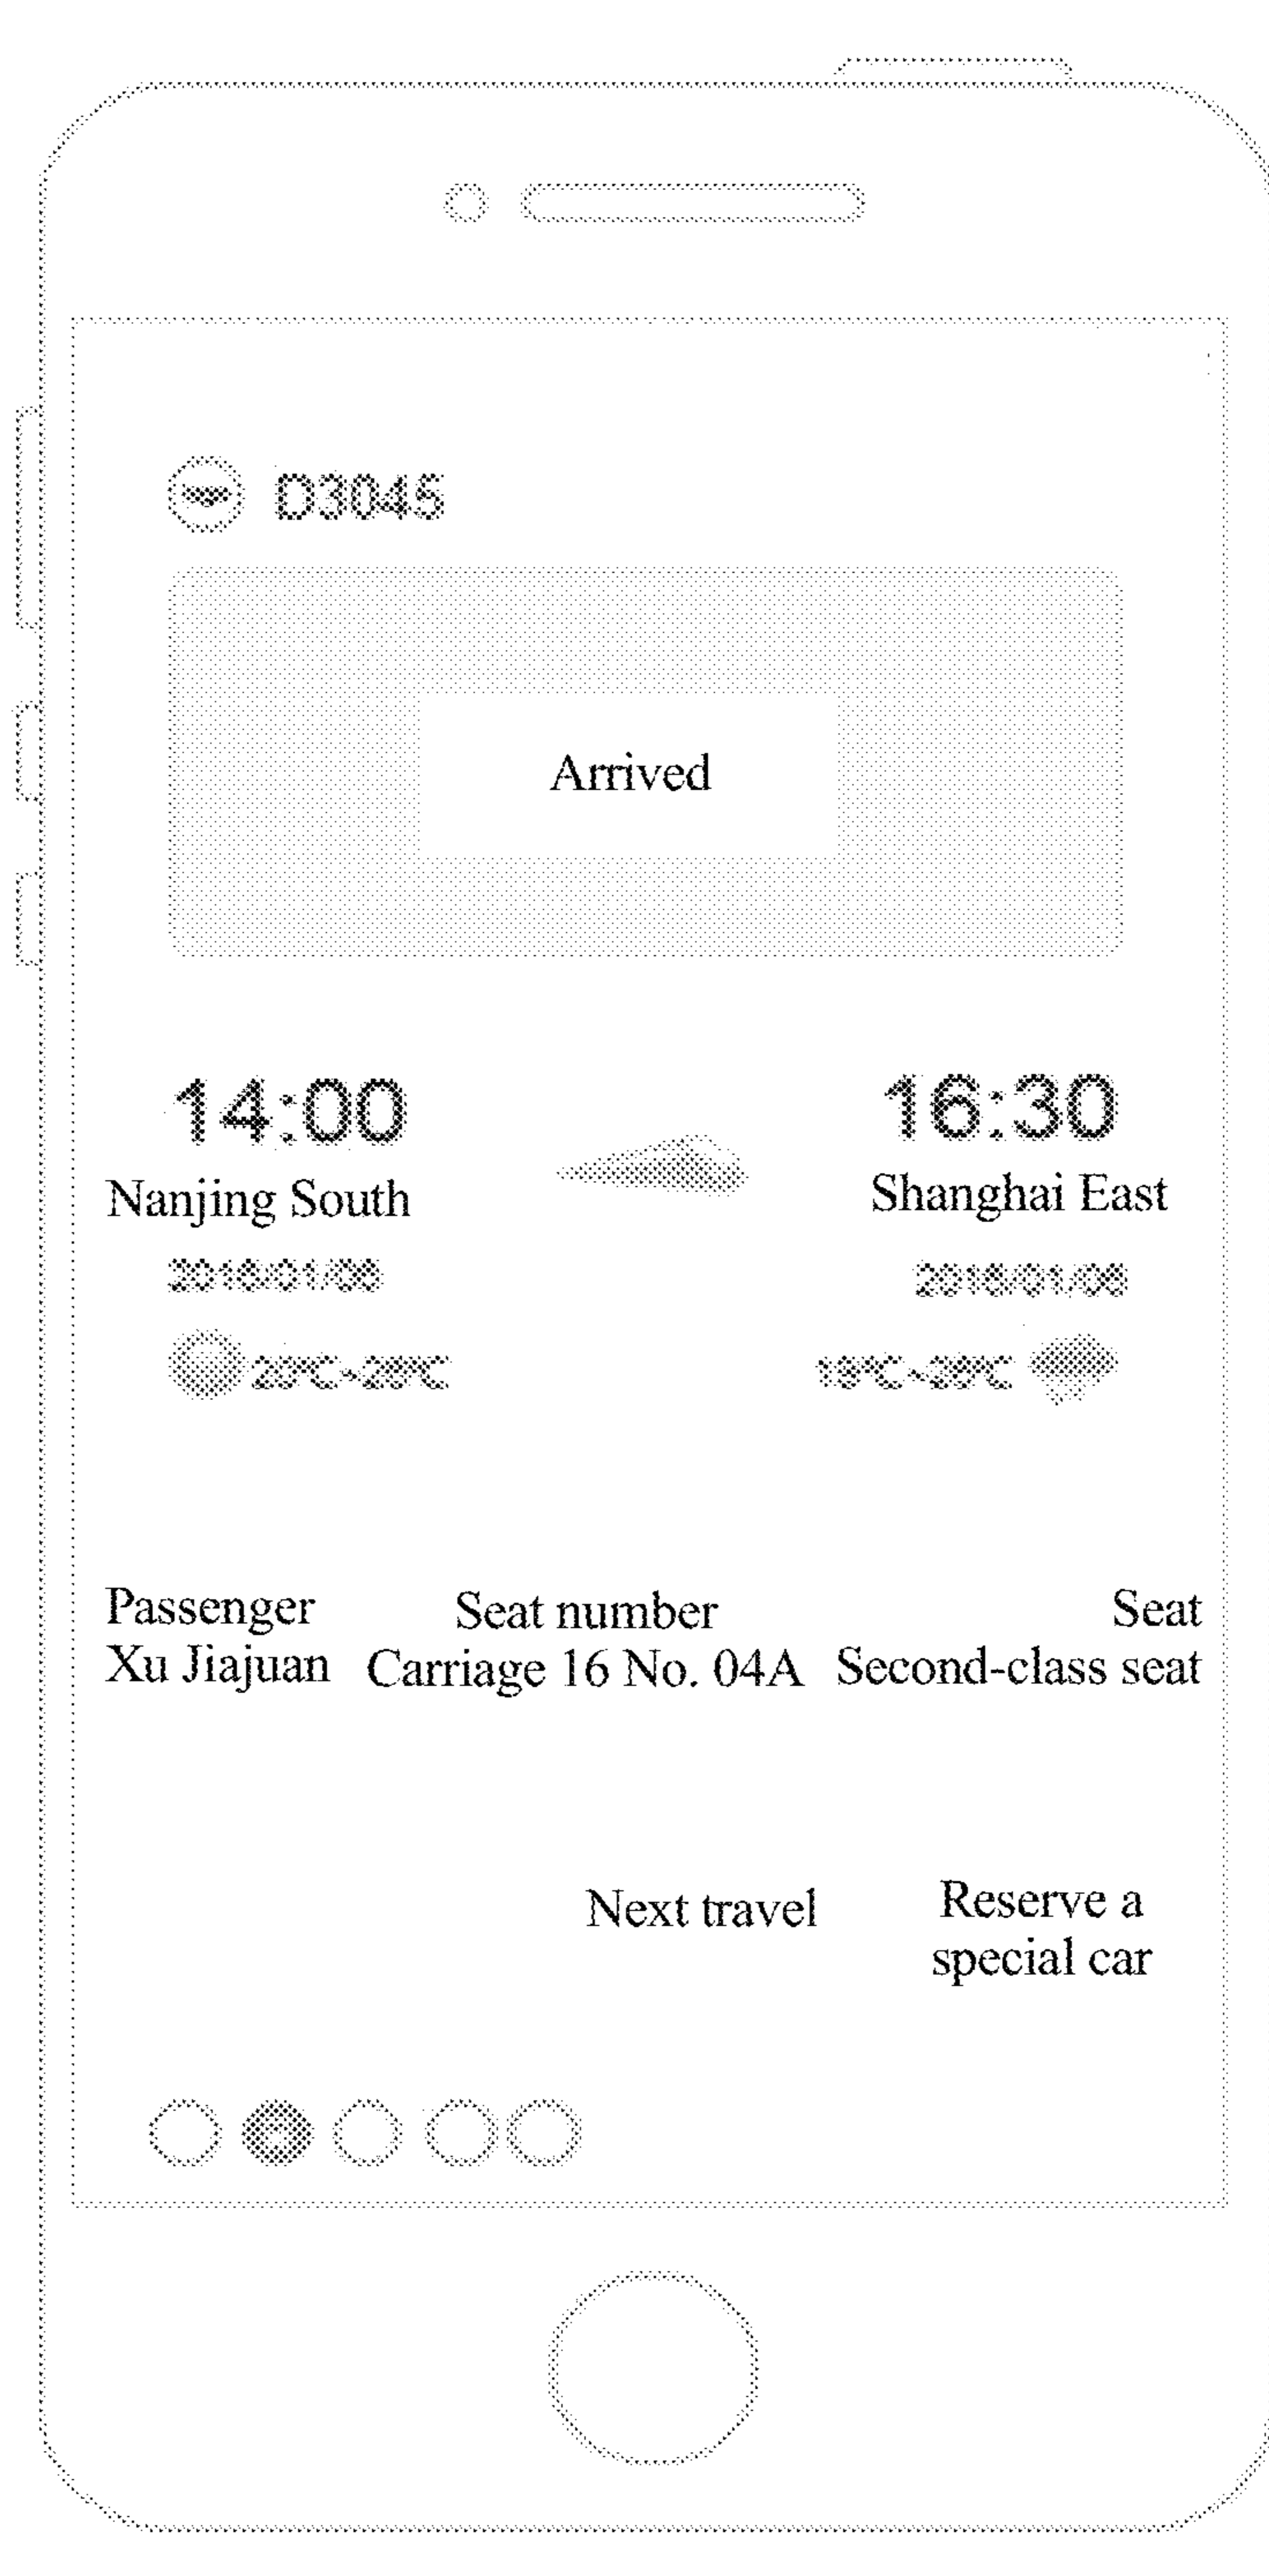 D3045
Arrived
14:00
16:30
Nanjing South
Shanghai East
Passenger
Xu Jiajuan
Seat number
Carriage 16 No. 04A
Seat
Second-class seat
Next travel
Reserve a
special car